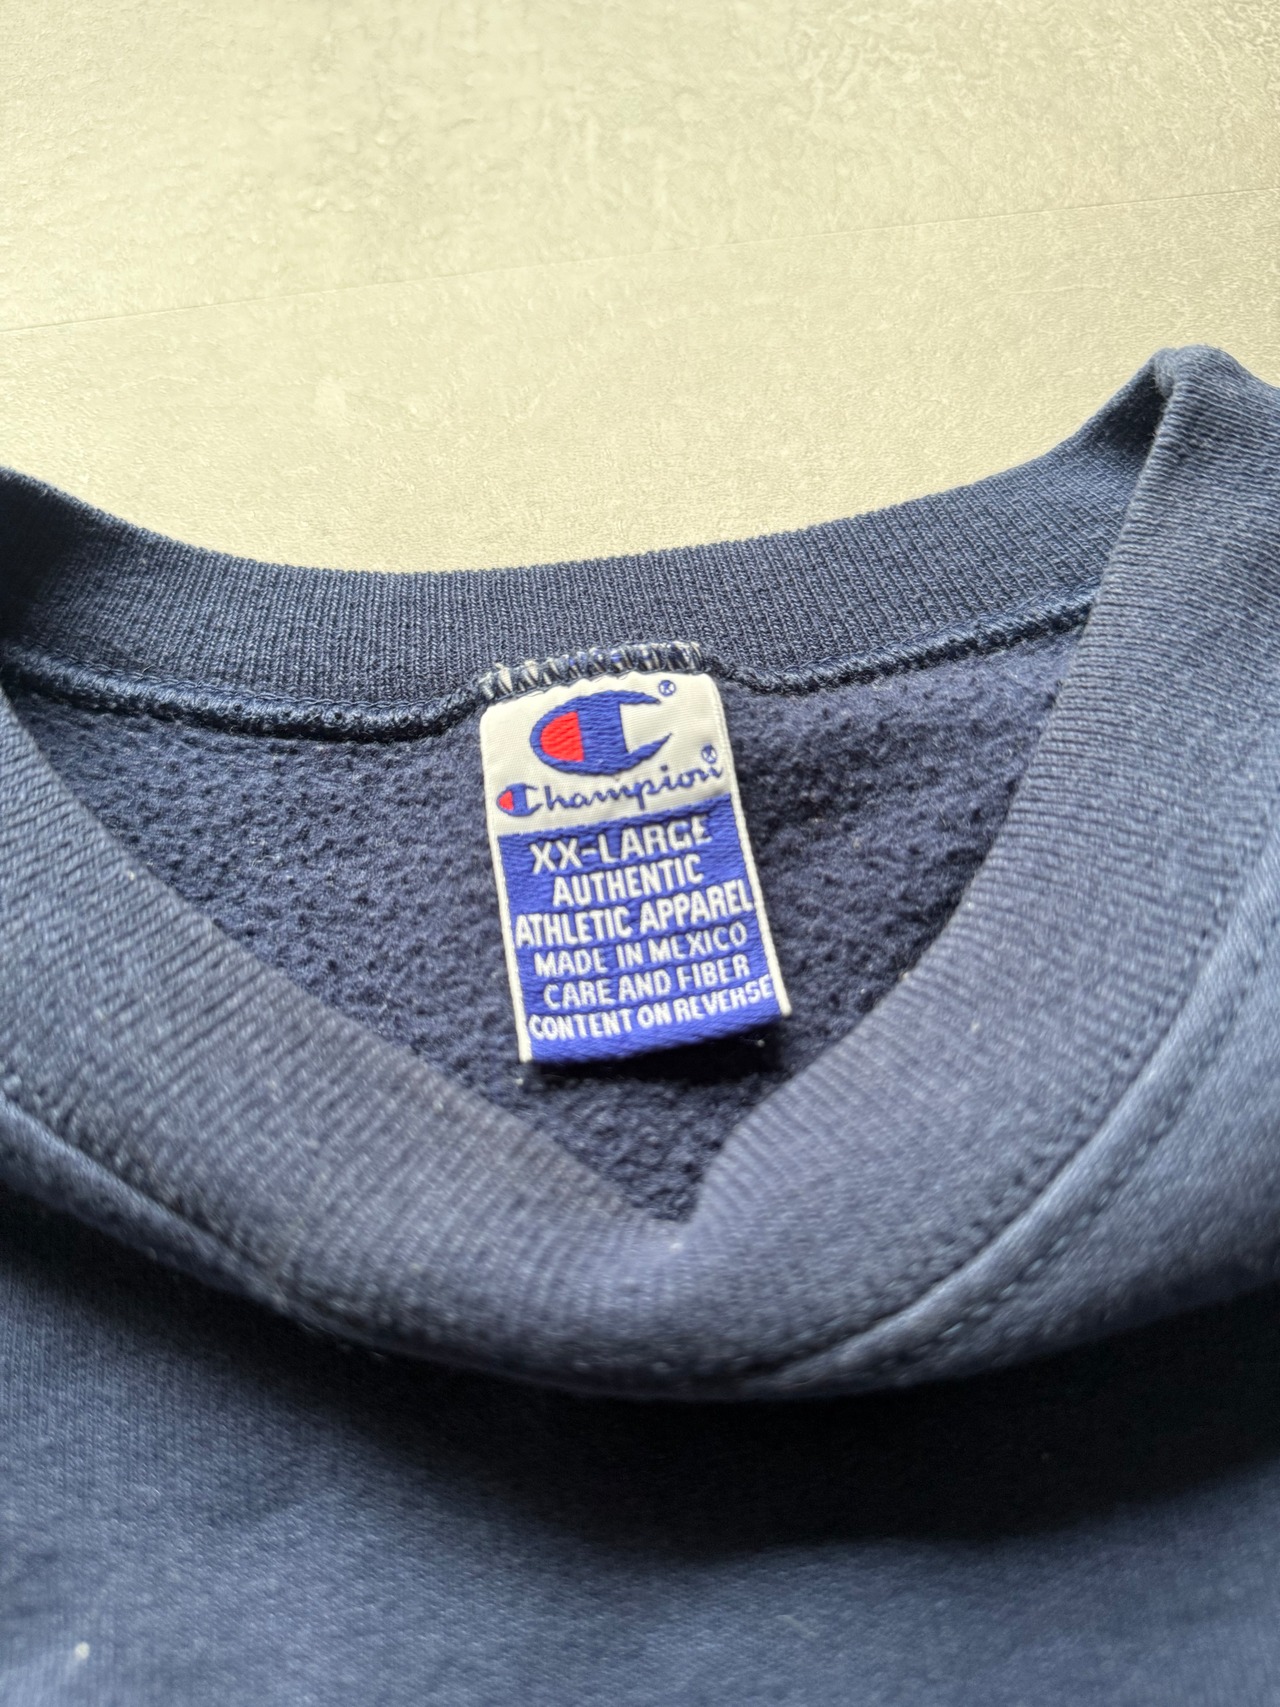 ®
Champion®
XX-LARGE
AUTHENTIC
ATHLETIC APPAREL
MADE IN MEXICO
CARE AND FIBER
CONTENT ON REVERSE